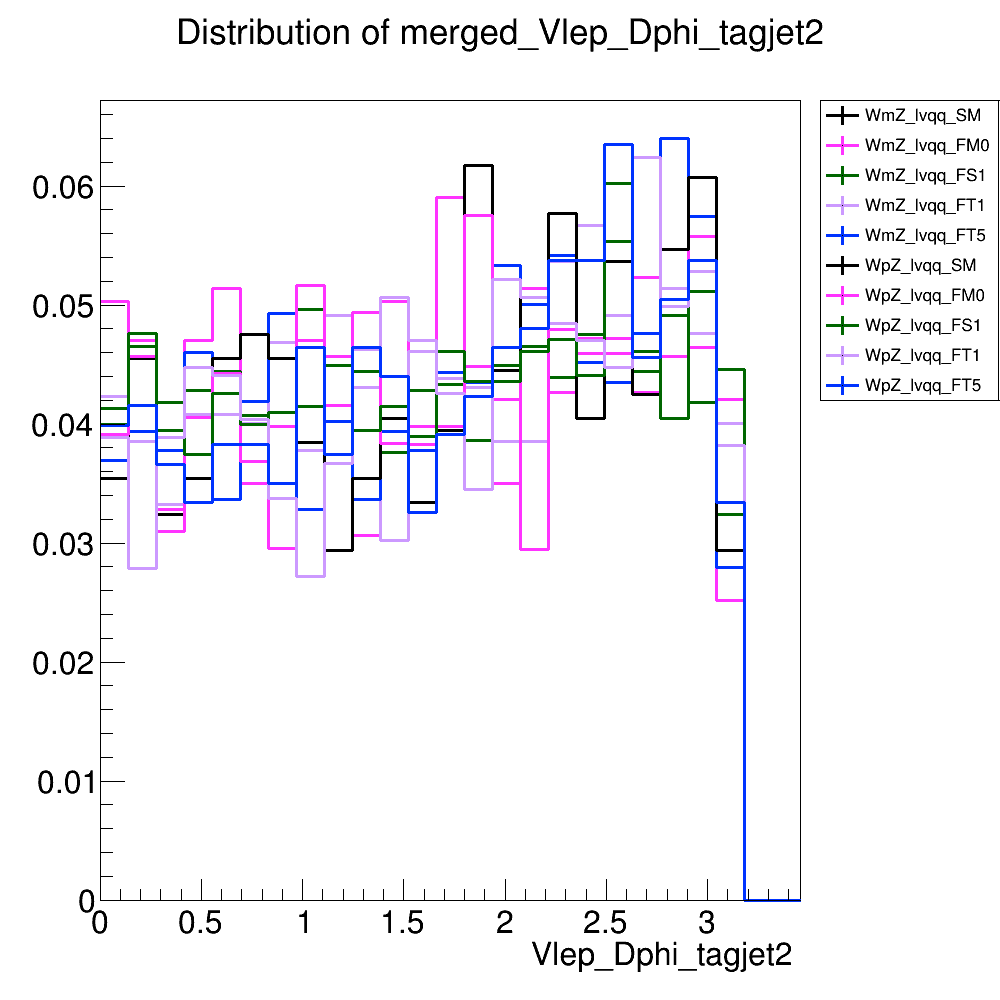 Distribution of merged_Vlep_Dphi_tagjet2
WmZ_lvqq_SM
WmZ_lvqq_FM0
WmZ_lvqq_FS1
WmZ_lvqq_FT1
WmZ_lvqq_FT5
WpZ_lvqq_SM
WpZ_lvqq_FM0
WpZ_lvqq_FS1
WpZ_lvqq_FT1
WpZ_lvqq_FT5
0.06
0.05
0.04
0.03
0.02
0.01
0
0 0.5 1 1.5 2 2.5 3
Vlep_Dphi_tagjet2